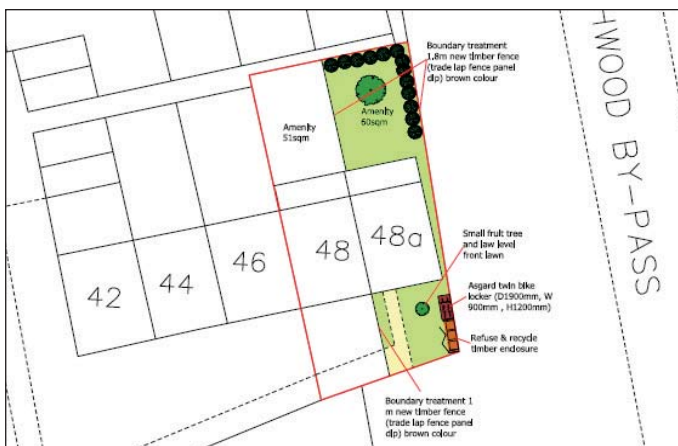 Boundary treatment
1.8m new timber fence
(trade lap fence panel
dip) brown colour
Amenity
60sqm
Amenity
51sqm
HWOOD BY-PASS
48a
48
46
44
42
Small fruit tree
and law level
front lawn
Asgard twin bike
locker (D1900mm, W
900mm , H1200mm)
Refuse & recycle
timber enclosure
Boundary treatment 1
m new timber fence
(trade lap fence panel
dip) brown colour